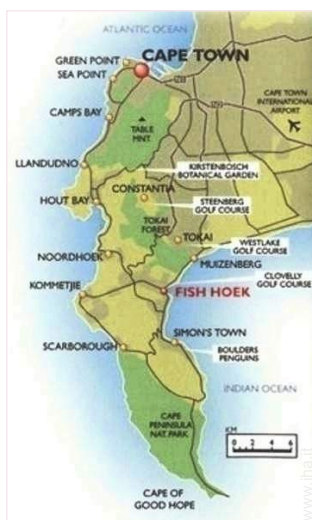 ATLANTIC OCEAN
GREEN POINT
CAPE TOWN
SEA POINT
CAPE TOWN
INTERNATIONAL
AIRPORT
CAMPS BAY
TABLE
MNT.
LLANDUDNO
KIRSTENBOSCH
BOTANICAL GARDEN
CONSTANTIA
HOUT BAY
STEENBERG
GOLF COURSE
TOKAI
FOREST
TOKAI
WESTLAKE
GOLF COURSE
NOORDHOEK
MUIZENBERG
CLOVELLY
GOLF COURSE
KOMMETJIE
FISH HOEK
SIMON'S TOWN
SCARBOROUGH
BOULDERS
PENGUINS
INDIAN OCEAN
CAPE
PENINSULA
NAT.PARK
KM
0 2 4 6
CAPE OF
GOOD HOPE
www.iha.it